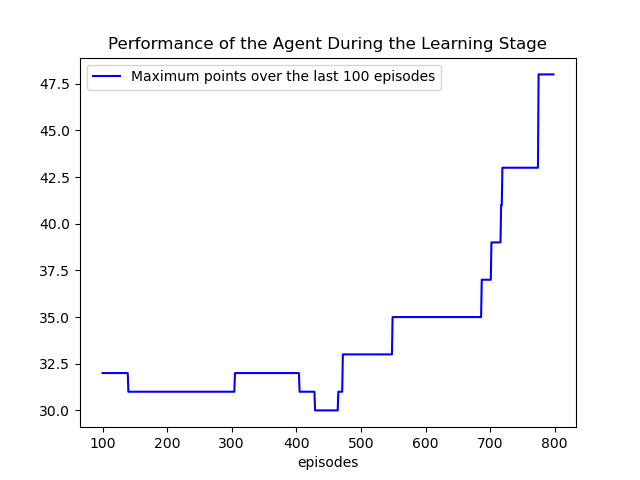 Performance of the Agent During the Learning Stage
Maximum points over the last 100 episodes
47.5
45.0
42.5
40.0
37.5
35.0
32.5
30.0
100 200 300 400 500 600 700 800
episodes